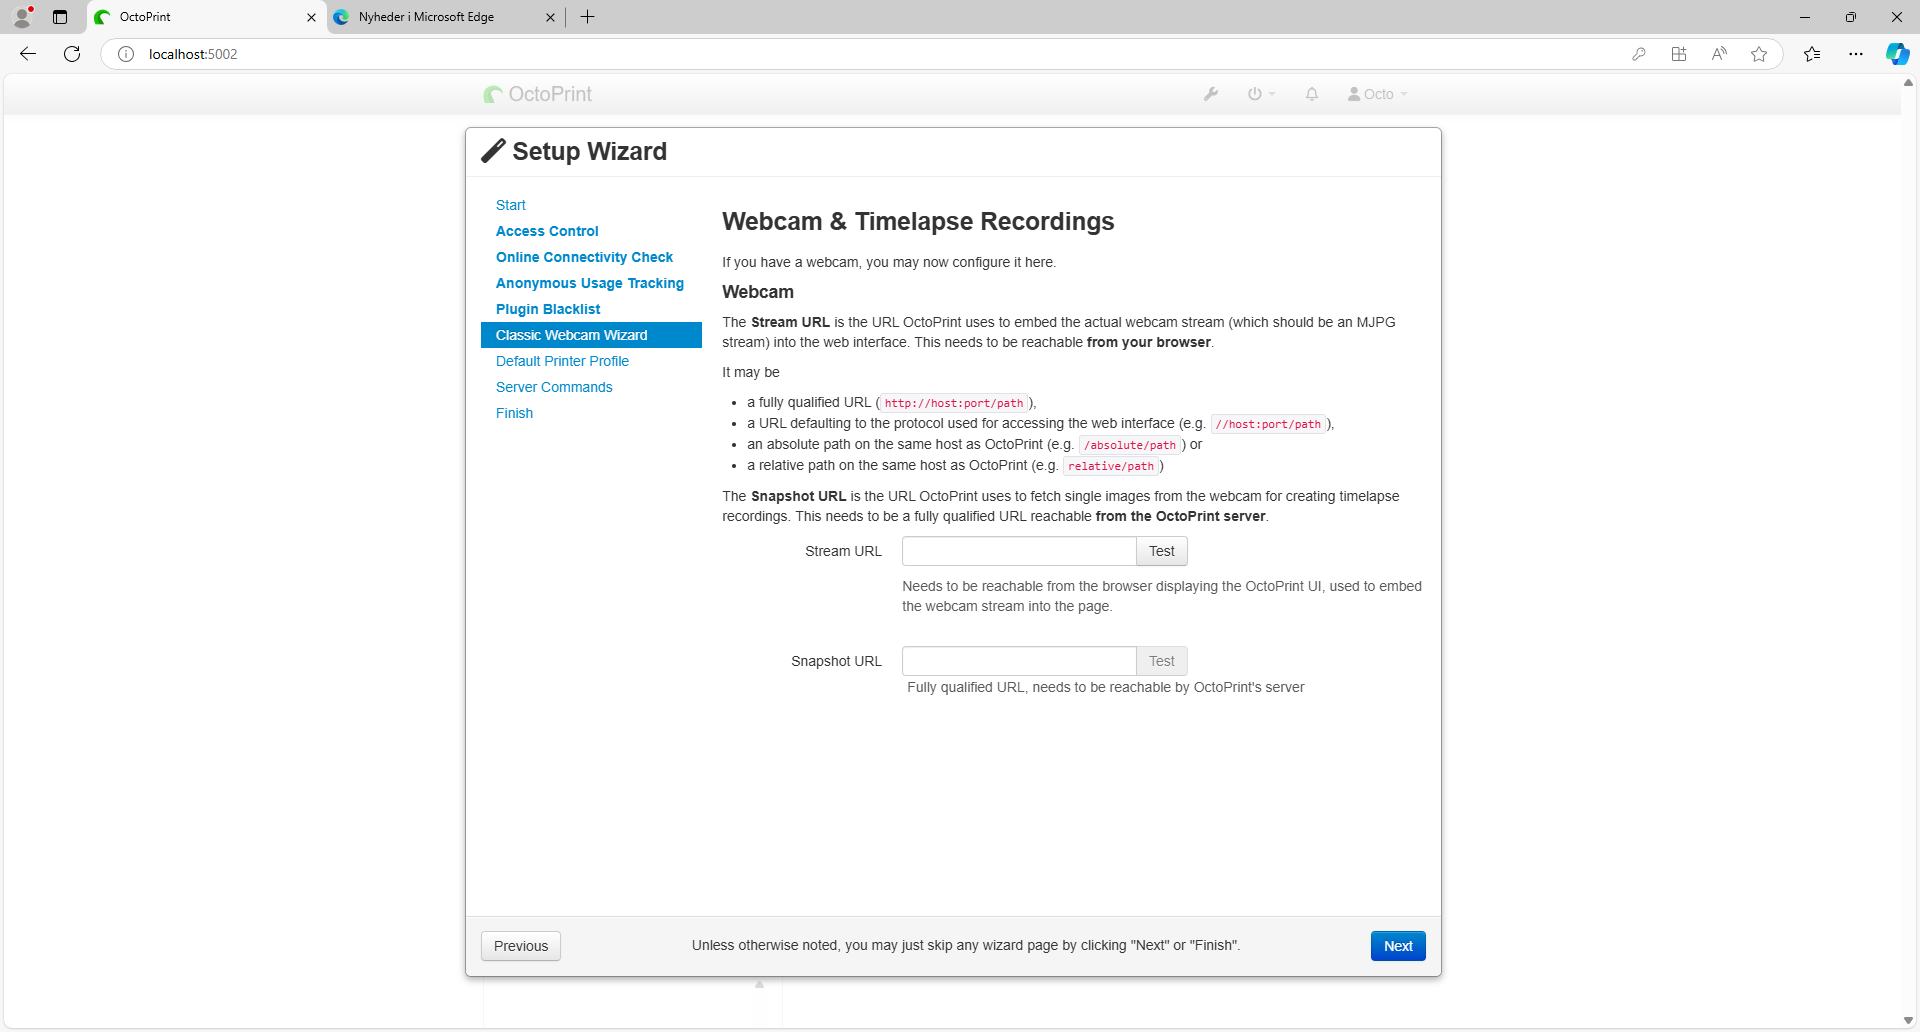 OctoPrint
Nyheder i Microsoft Edge
localhost:5002
OctoPrint
Octo
Setup Wizard
Start
Access Control
Online Connectivity Check
Anonymous Usage Tracking
Plugin Blacklist
Classic Webcam Wizard
Default Printer Profile
Server Commands
Finish
Webcam & Timelapse Recordings
If you have a webcam, you may now configure it here.
Webcam
The Stream URL is the URL OctoPrint uses to embed the actual webcam stream (which should be an MJPG
stream) into the web interface. This needs to be reachable from your browser.
It may be
• a fully qualified URL (http://host:port/path),
• a URL defaulting to the protocol used for accessing the web interface (e.g. //host:port/path),
• an absolute path on the same host as OctoPrint (e.g. /absolute/path) or
• a relative path on the same host as OctoPrint (e.g. relative/path)
The Snapshot URL is the URL OctoPrint uses to fetch single images from the webcam for creating timelapse
recordings. This needs to be a fully qualified URL reachable from the OctoPrint server.
Stream URL
Test
Needs to be reachable from the browser displaying the OctoPrint UI, used to embed
the webcam stream into the page.
Snapshot URL
Test
Fully qualified URL, needs to be reachable by OctoPrint's server
Previous
Unless otherwise noted, you may just skip any wizard page by clicking "Next" or "Finish".
Next